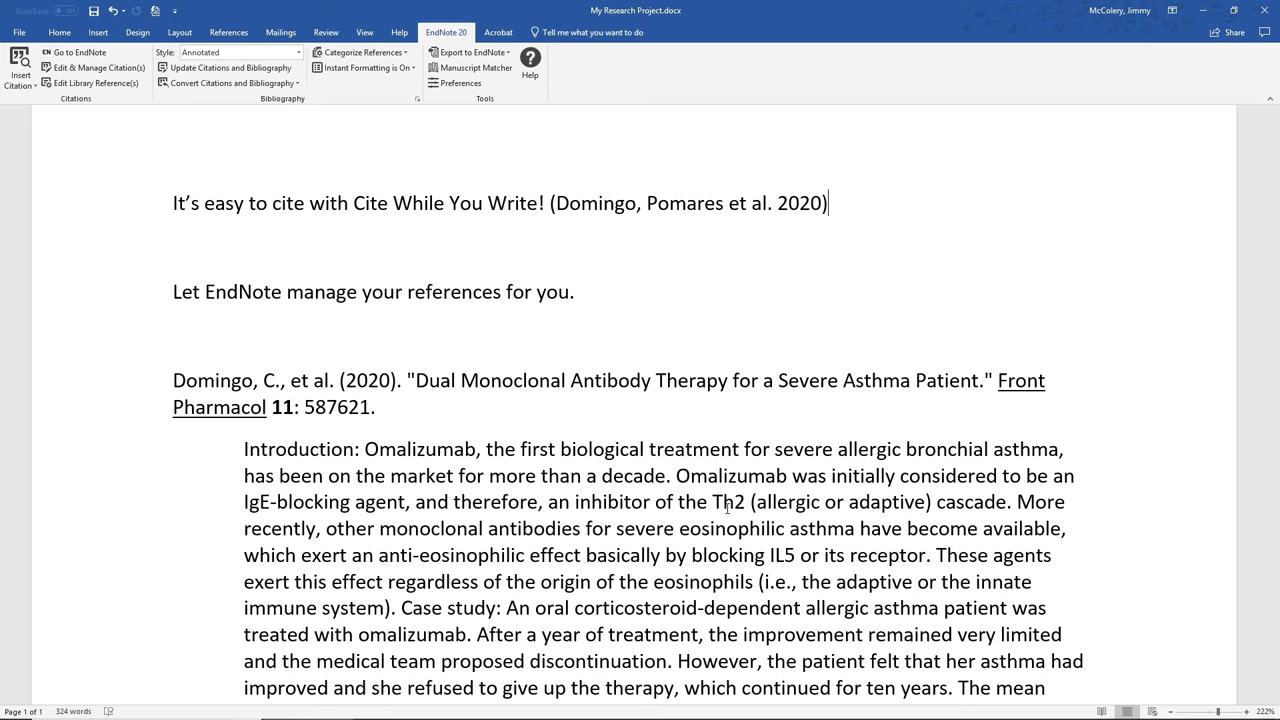 AutoSave Off My Research Project.docx McColery, Jimmy
File Home Insert Design Layout References Mailings Review View Help EndNote 20 Acrobat Tell me what you want to do Share
Insert Citation
Go to EndNote
Edit & Manage Citation(s)
Edit Library Reference(s)
Citations
Style: Annotated
Update Citations and Bibliography
Convert Citations and Bibliography
Categorize References
Instant Formatting is On
Bibliography
Export to EndNote
Manuscript Matcher
Preferences
Help
Tools
It’s easy to cite with Cite While You Write! (Domingo, Pomares et al. 2020)
Let EndNote manage your references for you.
Domingo, C., et al. (2020). "Dual Monoclonal Antibody Therapy for a Severe Asthma Patient." Front
Pharmacol 11: 587621.
Introduction: Omalizumab, the first biological treatment for severe allergic bronchial asthma,
has been on the market for more than a decade. Omalizumab was initially considered to be an
IgE-blocking agent, and therefore, an inhibitor of the Th2 (allergic or adaptive) cascade. More
recently, other monoclonal antibodies for severe eosinophilic asthma have become available,
which exert an anti-eosinophilic effect basically by blocking IL5 or its receptor. These agents
exert this effect regardless of the origin of the eosinophils (i.e., the adaptive or the innate
immune system). Case study: An oral corticosteroid-dependent allergic asthma patient was
treated with omalizumab. After a year of treatment, the improvement remained very limited
and the medical team proposed discontinuation. However, the patient felt that her asthma had
improved and she refused to give up the therapy, which continued for ten years. The mean
Page 1 of 1 324 words 222%